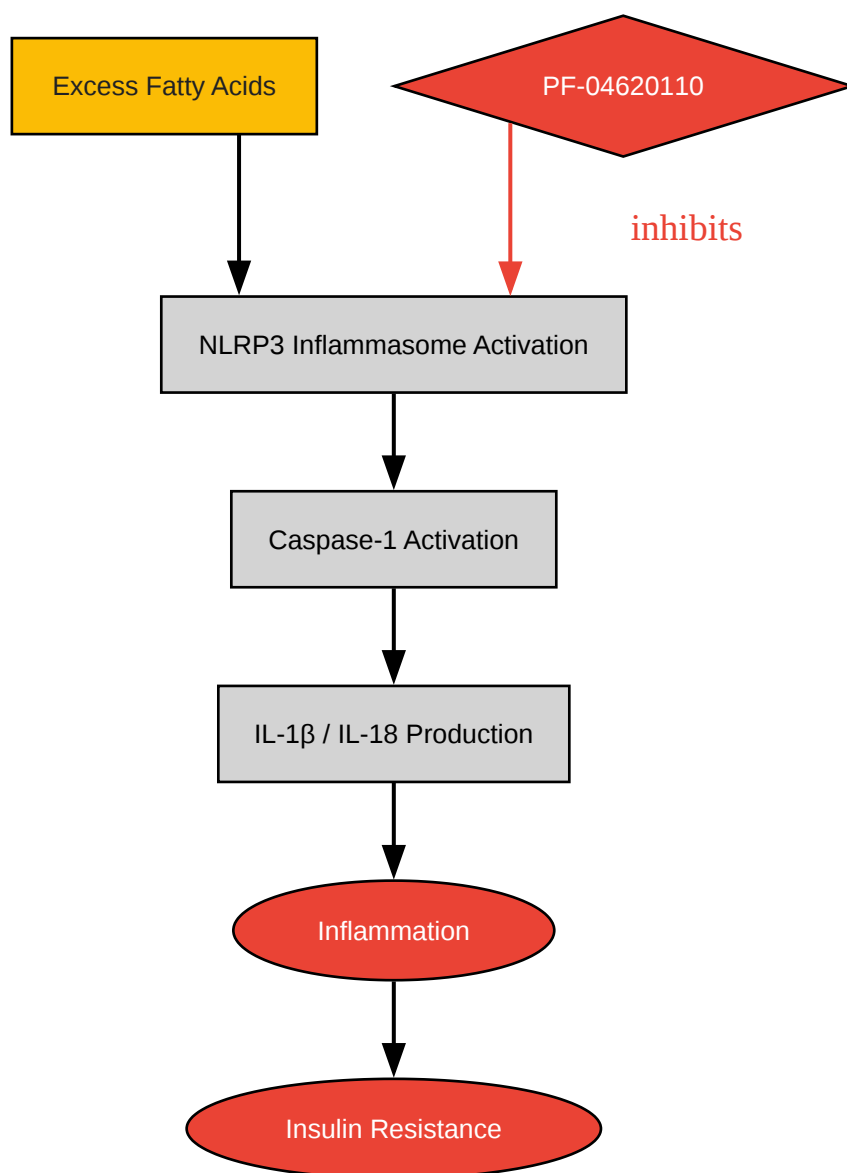 Excess Fatty Acids
PF-04620110
inhibits
NLRP3 Inflammasome Activation
Caspase-1 Activation
IL-1β / IL-18 Production
Inflammation
Insulin Resistance